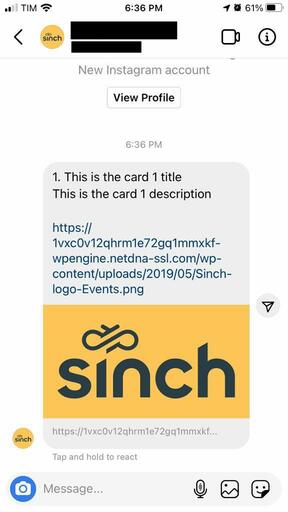 TIM
6:36 PM
61%
sinch
New Instagram account
View Profile
6:36 PM
1. This is the card 1 title
This is the card 1 description
https://
1vxc0v12qhrm1e72gq1mmxkf-
wpengine.netdna-ssl.com/wp-
content/uploads/2019/05/Sinch-
logo-Events.png
sinch
https://1vxc0v12qhrm1e72gq1mmxkf...
sinch
Tap and hold to react
Message...